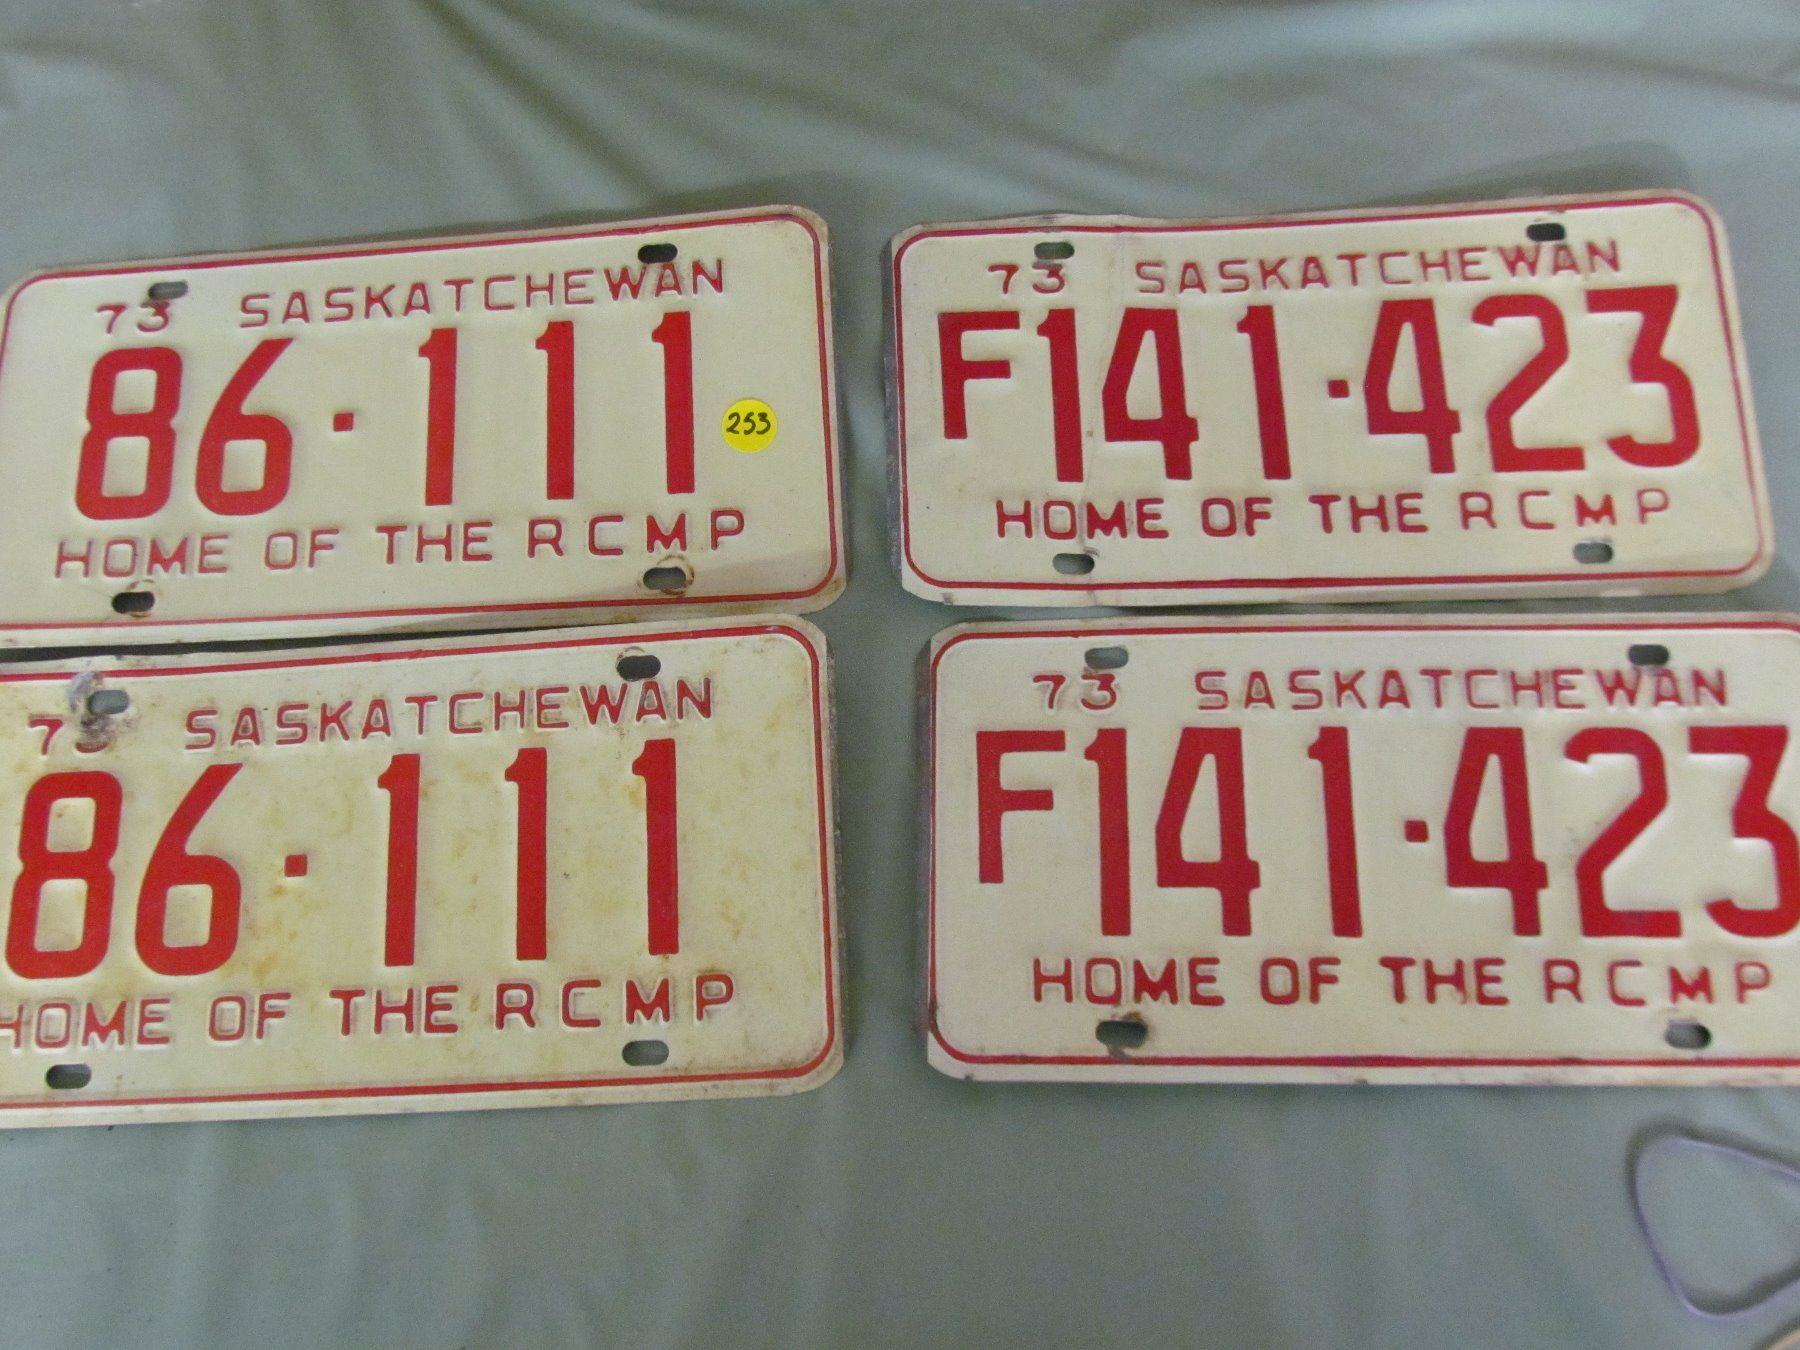 73 SASKATCHEWAN
86·111
253
HOME OF THE RCMP
73 SASKATCHEWAN
F141·423
HOME OF THE RCMP
73 SASKATCHEWAN
86·111
HOME OF THE RCMP
73 SASKATCHEWAN
F141·423
HOME OF THE RCMP